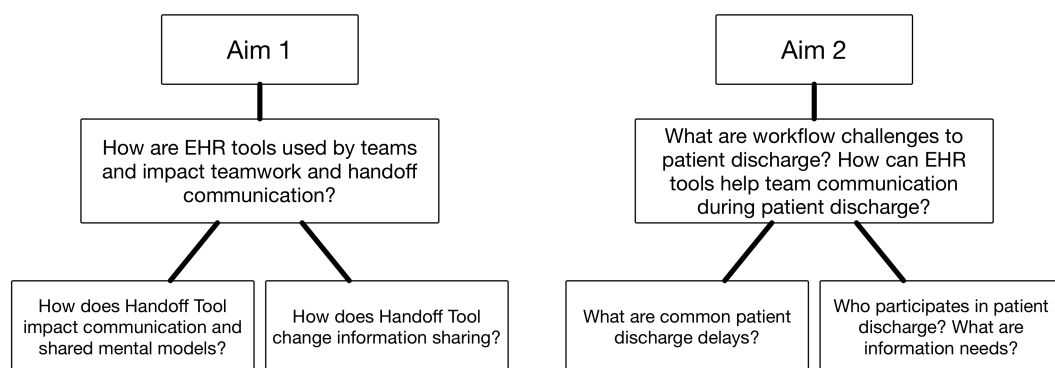 Aim 1
How are EHR tools used by teams
and impact teamwork and handoff
communication?
How does Handoff Tool
impact communication and
shared mental models?
How does Handoff Tool
change information sharing?
Aim 2
What are workflow challenges to
patient discharge? How can EHR
tools help team communication
during patient discharge?
What are common patient
discharge delays?
Who participates in patient
discharge? What are
information needs?